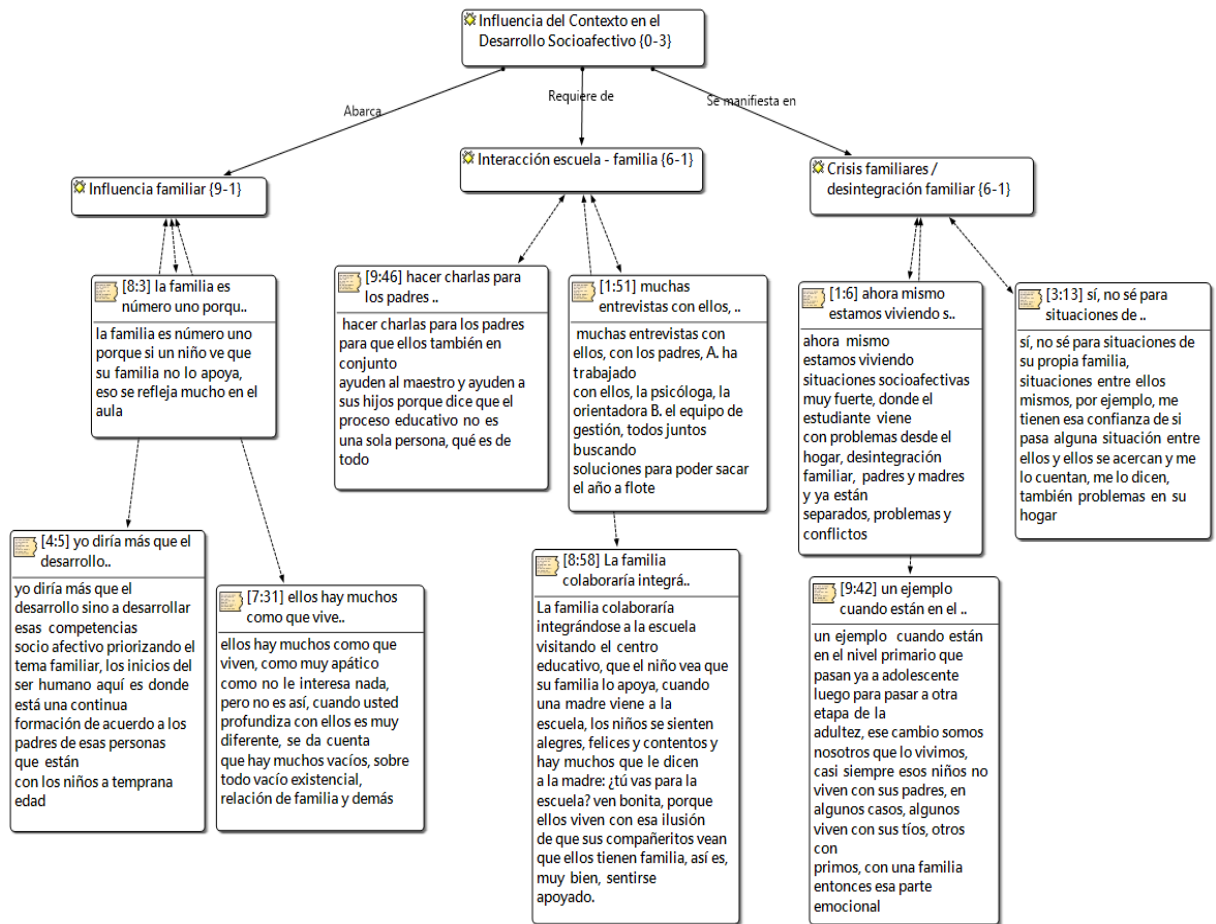 Influencia del Contexto en el
Desarrollo Socioafectivo {0-3}
Abarca
Requiere de
Se manifiesta en
Influencia familiar {9-1}
Interacción escuela - familia {6-1}
Crisis familiares /
desintegración familiar {6-1}
[8:3] la familia es
número uno porqu..
la familia es número uno
porque si un niño ve que
su familia no lo apoya,
eso se refleja mucho en el
aula
[9:46] hacer charlas para
los padres ..
hacer charlas para los padres
para que ellos también en
conjunto
ayuden al maestro y ayuden a
sus hijos porque dice que el
proceso educativo no es
una sola persona, qué es de
todo
[1:51] muchas
entrevistas con ellos, ..
muchas entrevistas con
ellos, con los padres, A. ha
trabajado
con ellos, la psicóloga, la
orientadora B. el equipo de
gestión, todos juntos
buscando
soluciones para poder sacar
el año a flote
[1:6] ahora mismo
estamos viviendo s..
ahora mismo
estamos viviendo
situaciones socioafectivas
muy fuerte, donde el
estudiante viene
con problemas desde el
hogar, desintegración
familiar, padres y madres
y ya están
separados, problemas y
conflictos
[3:13] sí, no sé para
situaciones de ..
sí, no sé para situaciones de
su propia familia,
situaciones entre ellos
mismos, por ejemplo, me
tienen esa confianza de si
pasa alguna situación entre
ellos y ellos se acercan y me
lo cuentan, me lo dicen,
también problemas en su
hogar
[4:5] yo diría más que el
desarrollo..
yo diría más que el
desarrollo sino a desarrollar
esas competencias
socio afectivo priorizando el
tema familiar, los inicios del
ser humano aquí es donde
está una continua
formación de acuerdo a los
padres de esas personas
que están
con los niños a temprana
edad
[7:31] ellos hay muchos
como que vive..
ellos hay muchos como que
viven, como muy apático
como no le interesa nada,
pero no es así, cuando usted
profundiza con ellos es muy
diferente, se da cuenta
que hay muchos vacíos, sobre
todo vacío existencial,
relación de familia y demás
[8:58] La familia
colaboraría integrá..
La familia colaboraría
integrándose a la escuela
visitando el centro
educativo, que el niño vea que
su familia lo apoya, cuando
una madre viene a la
escuela, los niños se sienten
alegres, felices y contentos y
hay muchos que le dicen
a la madre: ¿tú vas para la
escuela? ven bonita, porque
ellos viven con esa ilusión
de que sus compañeritos vean
que ellos tienen familia, así es,
muy bien, sentirse
apoyado.
[9:42] un ejemplo
cuando están en el ..
un ejemplo cuando están
en el nivel primario que
pasan ya a adolescente
luego para pasar a otra
etapa de la
adultez, ese cambio somos
nosotros que lo vivimos,
casi siempre esos niños no
viven con sus padres, en
algunos casos, algunos
viven con sus tíos, otros
con
primos, con una familia
entonces esa parte
emocional